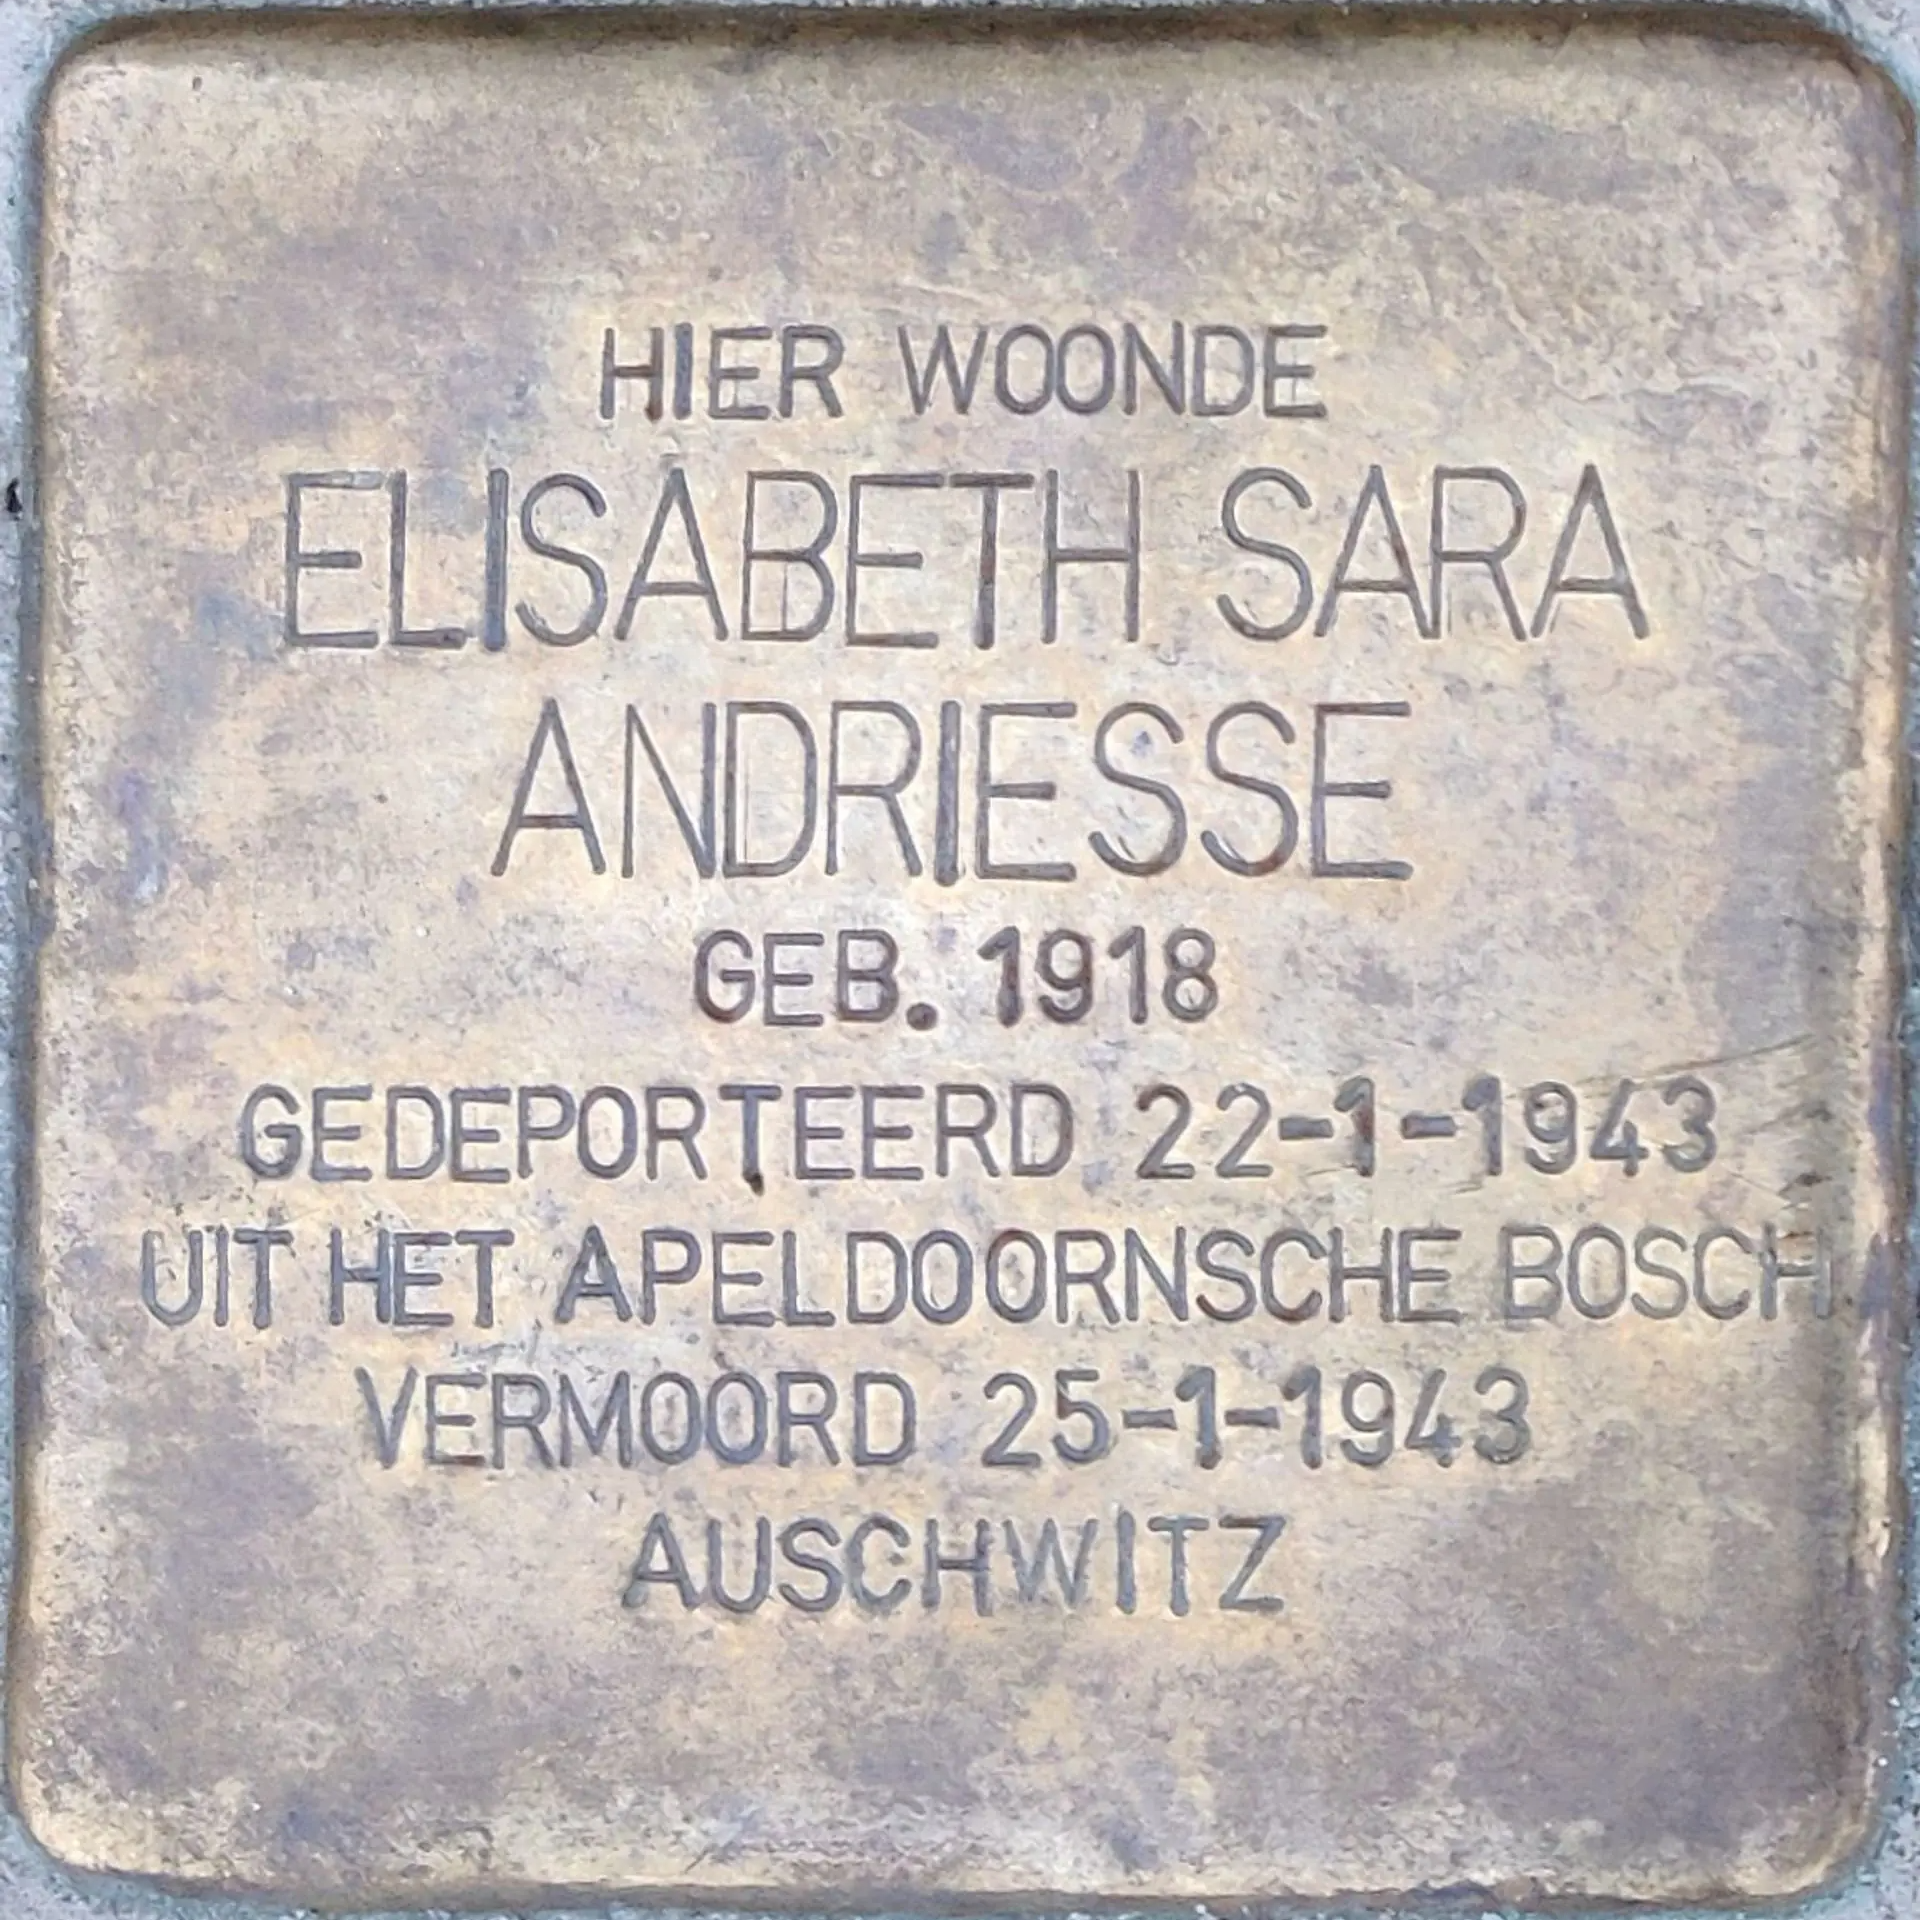 HIER WOONDE
ELISABETH SARA
ANDRIESSE
GEB. 1918
GEDEPORTEERD 22-1-1943
UIT HET APELDOORNSCHE BOSCH
VERMOORD 25-1-1943
AUSCHWITZ